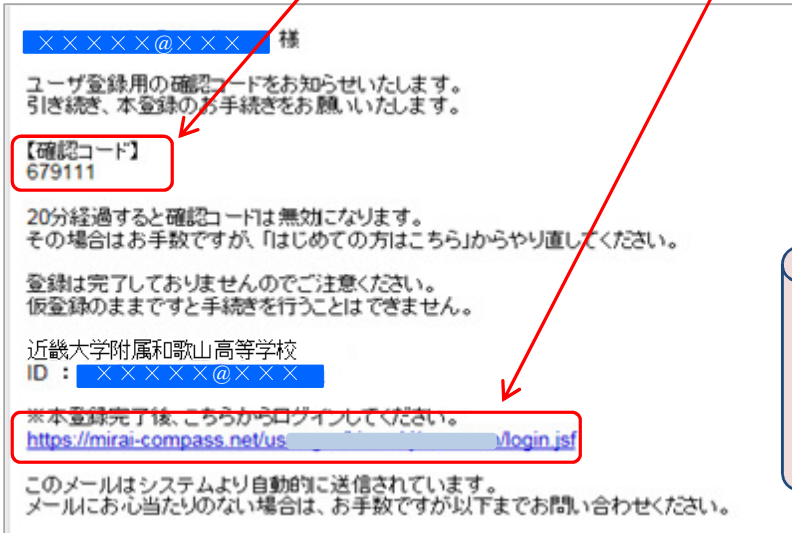 ×××××@××× 様
ユーザ登録用の確認コードをお知らせいたします。
引き続き、本登録のお手続きをお願いいたします。
【確認コード】
679111
20分経過すると確認コードは無効になります。
その場合はお手数ですが、「はじめての方はこちら」からやり直してください。
登録は完了しておりませんのでご注意ください。
仮登録のままですと手続きを行うことはできません。
近畿大学附属和歌山高等学校
ID : ×××××@×××
※本登録完了後、こちらからログインしてください。
https://mirai-compass.net/us /login.jsf
このメールはシステムより自動的に送信されています。
メールにお心当たりのない場合は、お手数ですが以下までお問い合わせください。